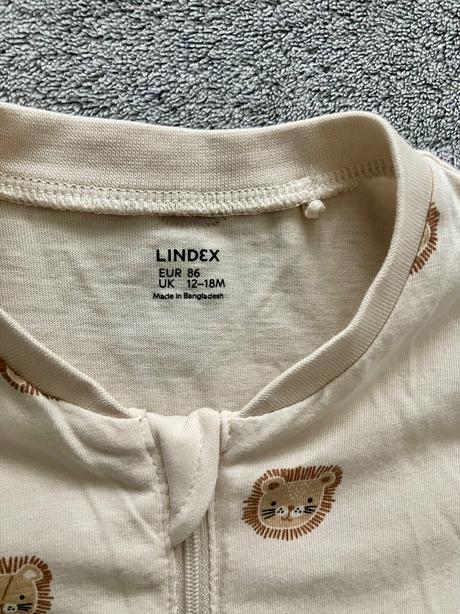 LINDEX
EUR 86
UK 12–18M
Made in Bangladesh